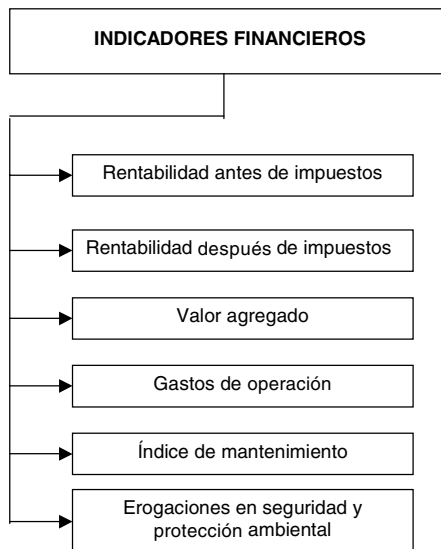 INDICADORES FINANCIEROS
Rentabilidad antes de impuestos
Rentabilidad después de impuestos
Valor agregado
Gastos de operación
Índice de mantenimiento
Erogaciones en seguridad y
protección ambiental